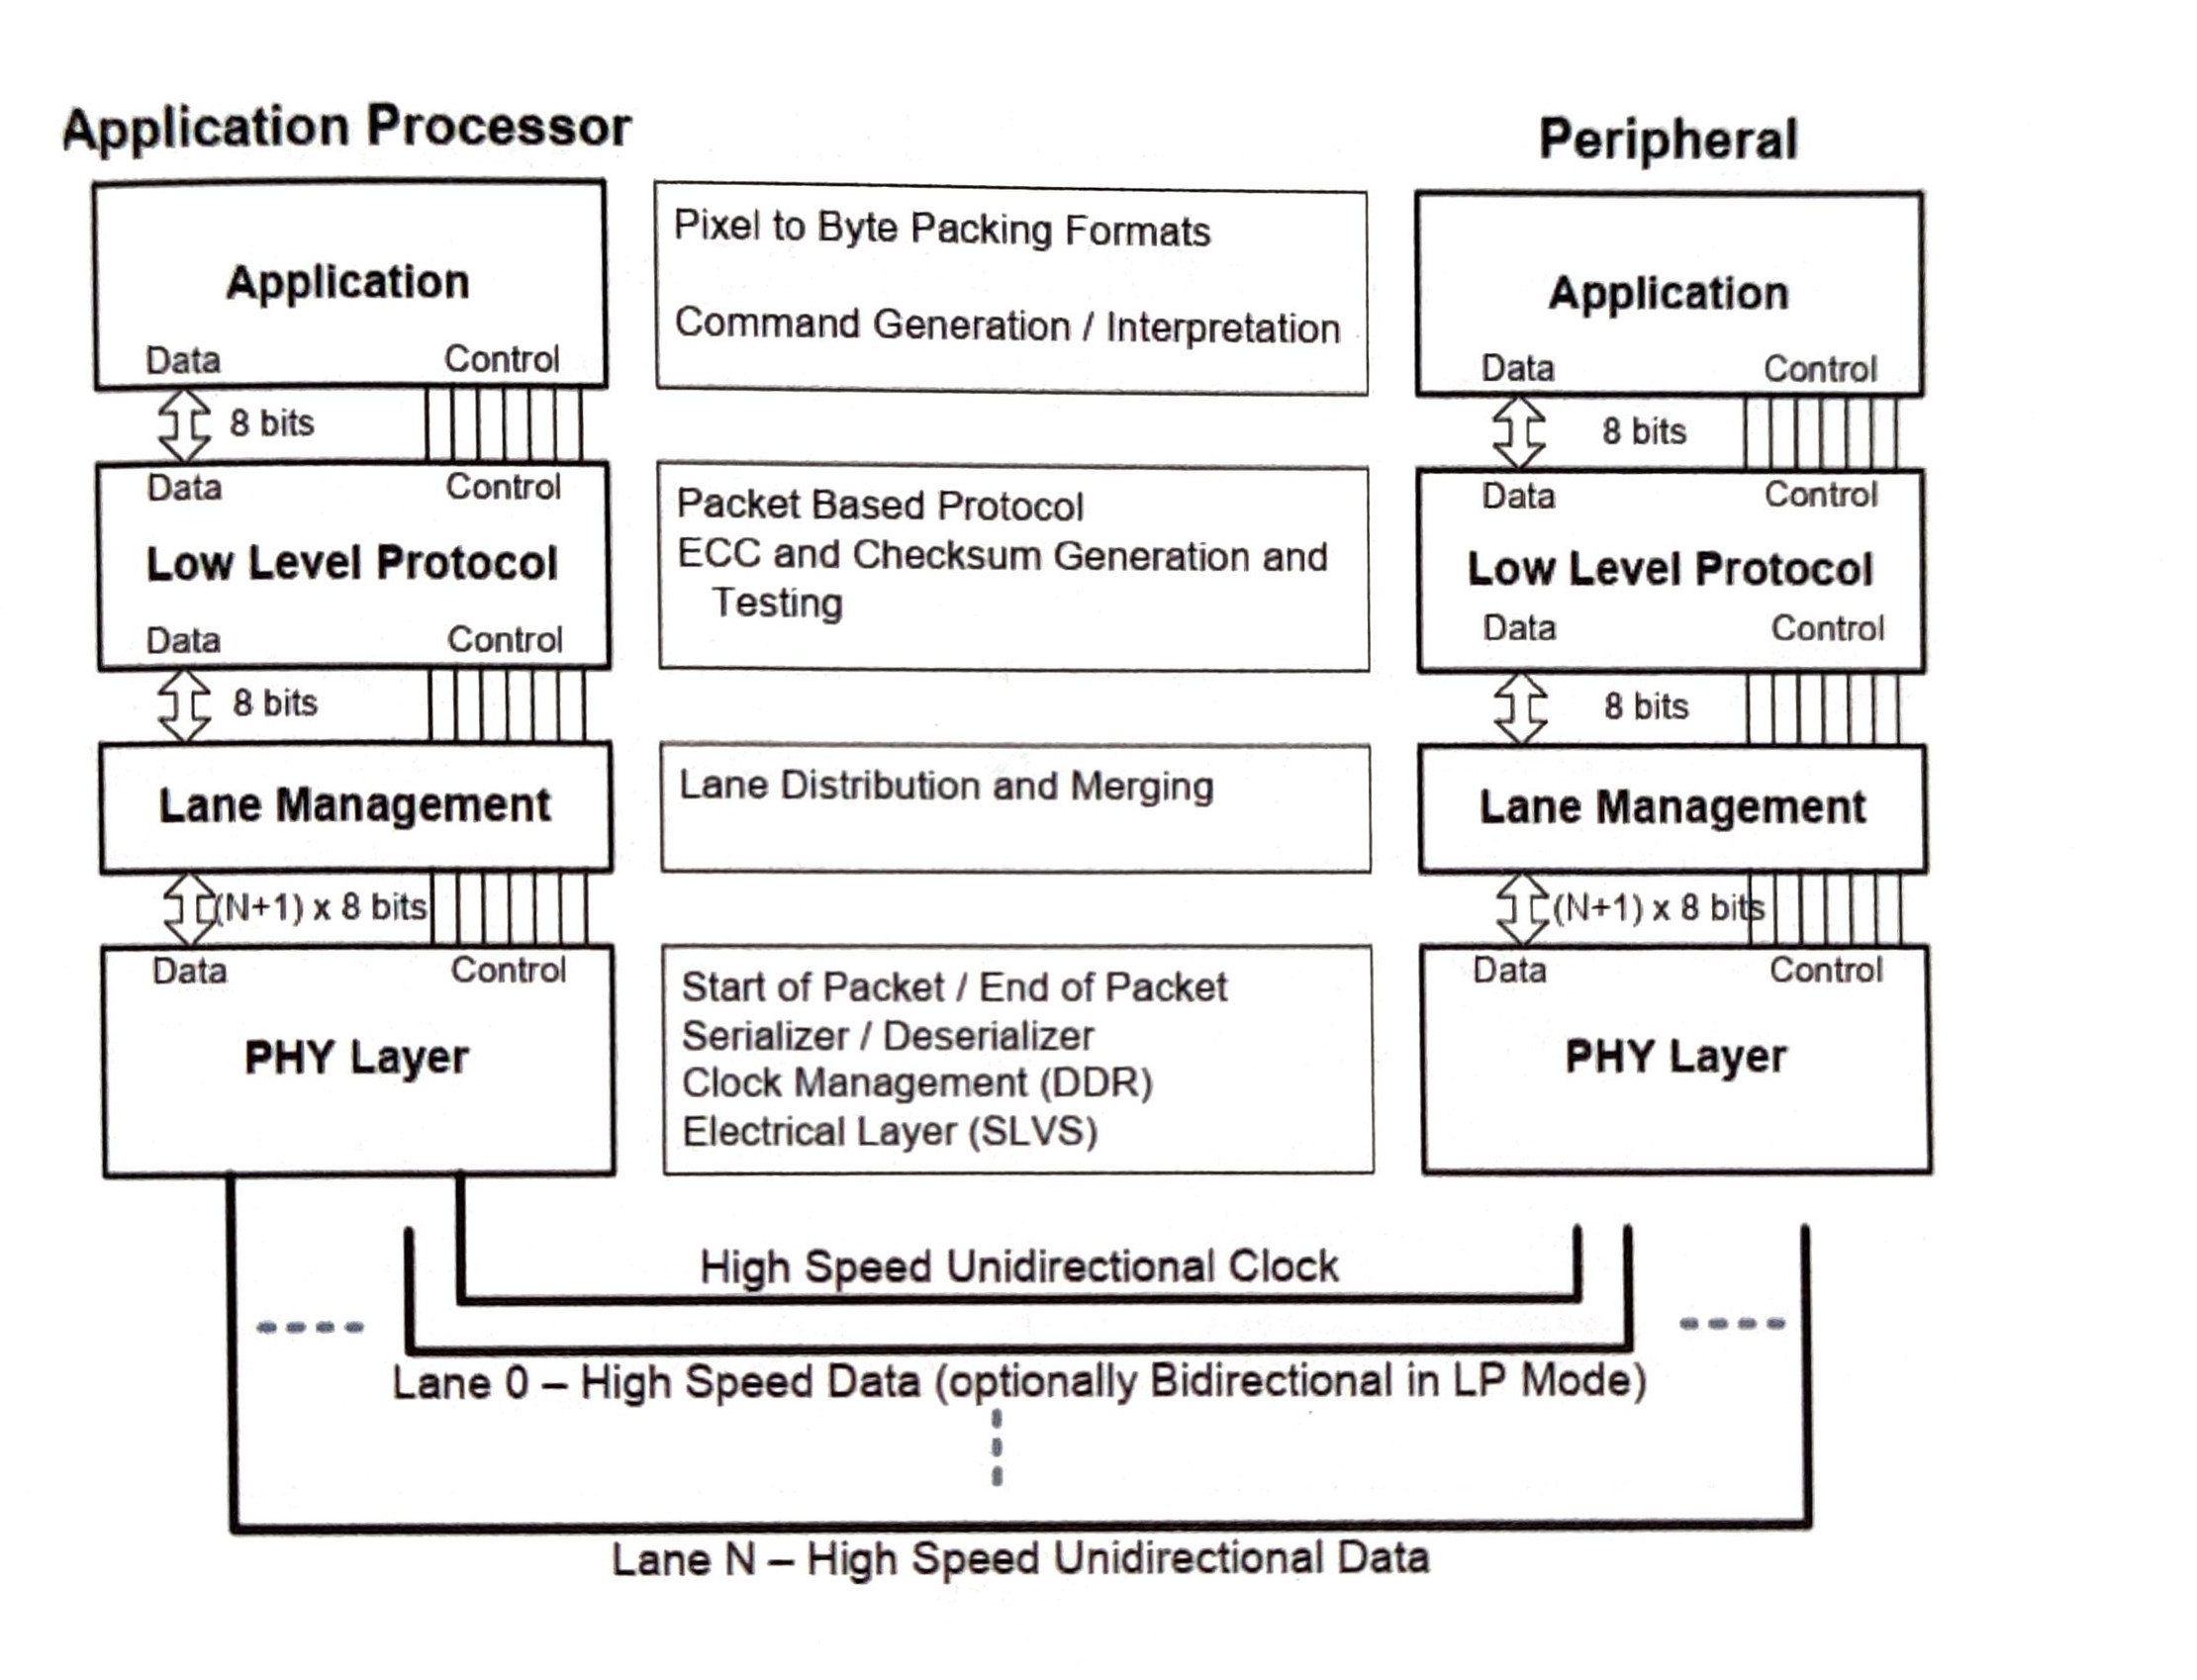 Application Processor
Peripheral
Application
Data Control
8 bits
Data Control
Low Level Protocol
Data Control
8 bits
Lane Management
(N+1) x 8 bits
Data Control
PHY Layer
Pixel to Byte Packing Formats
Command Generation / Interpretation
Packet Based Protocol
ECC and Checksum Generation and
Testing
Lane Distribution and Merging
Start of Packet / End of Packet
Serializer / Deserializer
Clock Management (DDR)
Electrical Layer (SLVS)
Application
Data Control
8 bits
Data Control
Low Level Protocol
Data Control
8 bits
Lane Management
(N+1) x 8 bits
Data Control
PHY Layer
High Speed Unidirectional Clock
Lane 0 – High Speed Data (optionally Bidirectional in LP Mode)
Lane N – High Speed Unidirectional Data